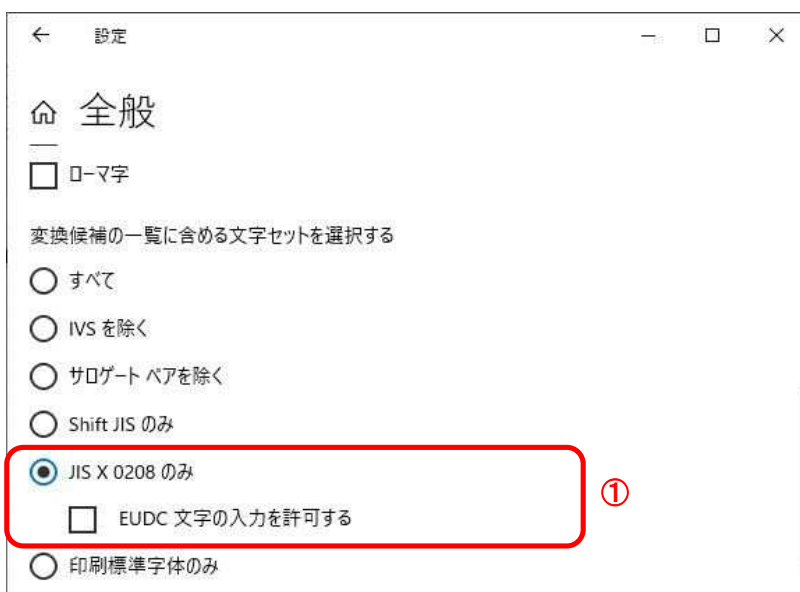 設定
全般
ローマ字
変換候補の一覧に含める文字セットを選択する
すべて
IVS を除く
サロゲート ペアを除く
Shift JIS のみ
JIS X 0208 のみ
①
EUDC 文字の入力を許可する
印刷標準字体のみ